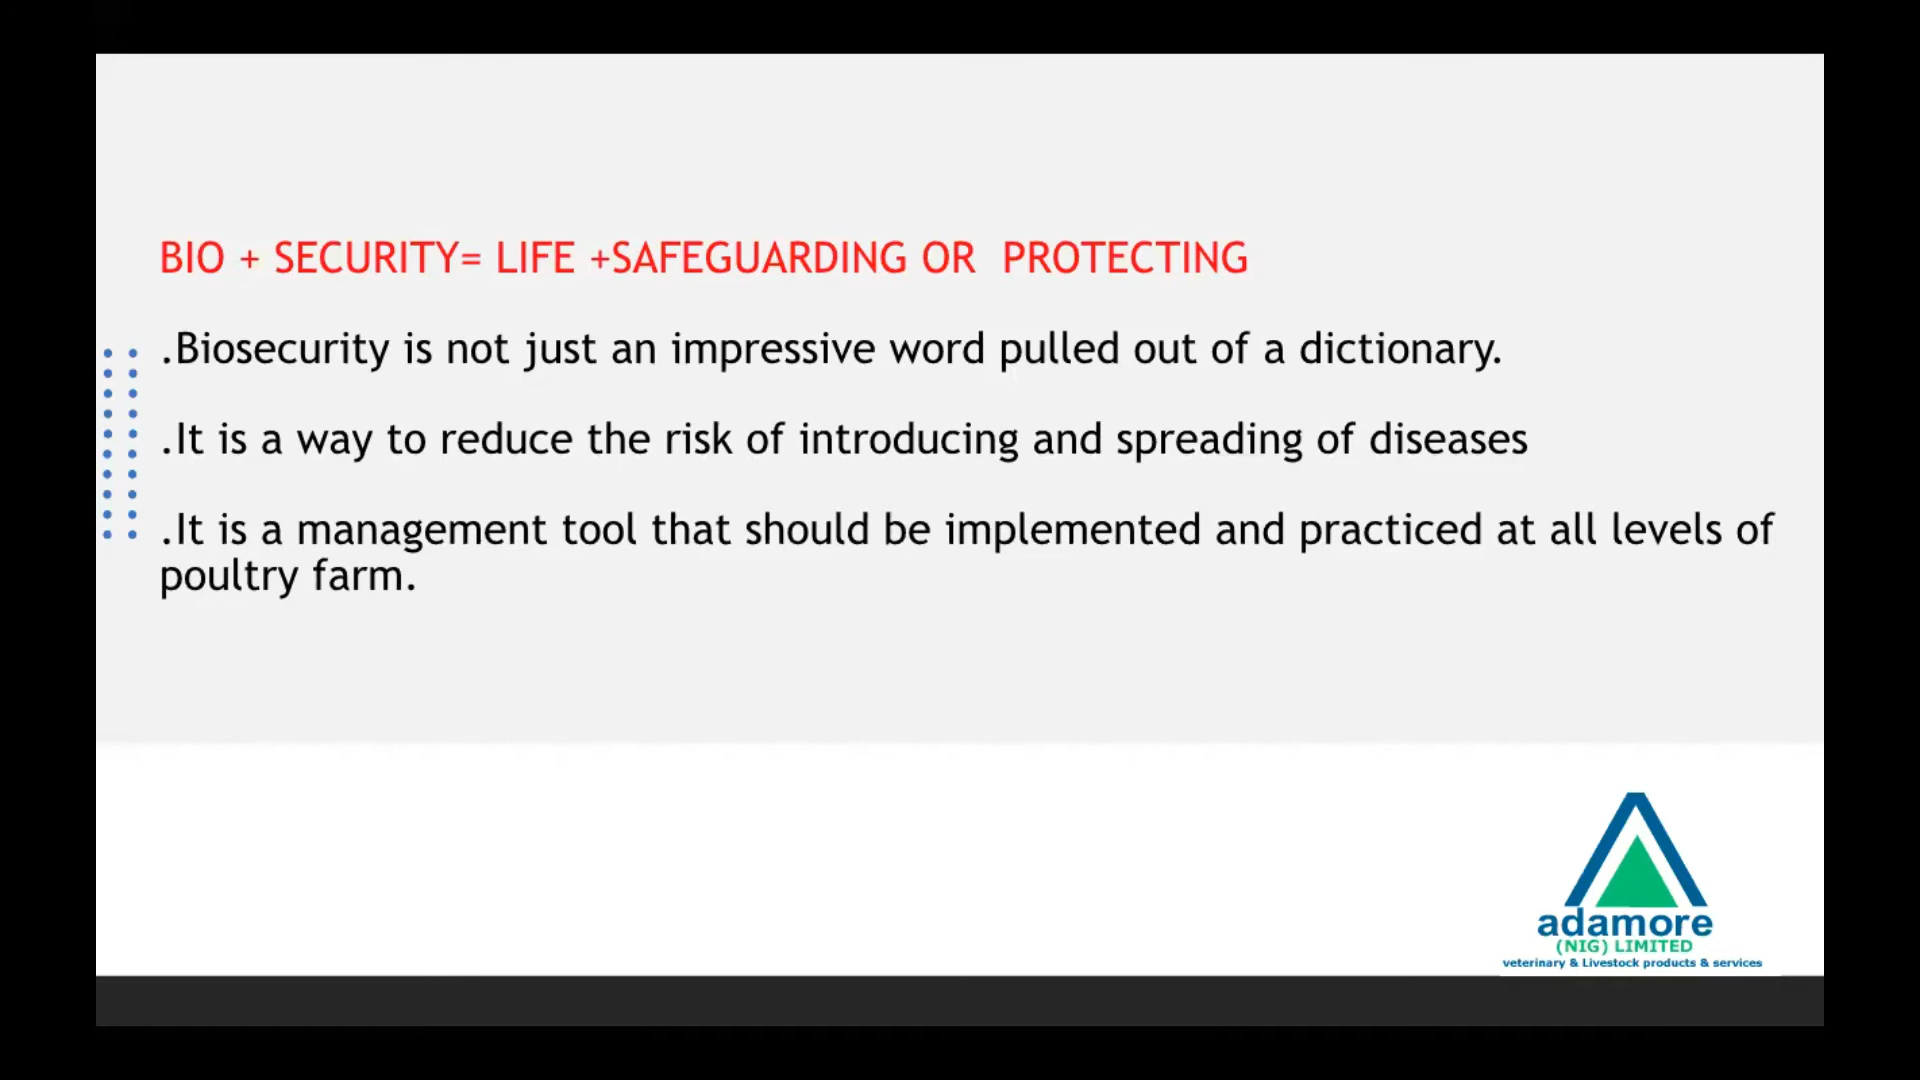 BIO + SECURITY= LIFE +SAFEGUARDING OR  PROTECTING
.Biosecurity is not just an impressive word pulled out of a dictionary.
.It is a way to reduce the risk of introducing and spreading of diseases
.It is a management tool that should be implemented and practiced at all levels of
poultry farm.
adamore
(NIG) LIMITED
veterinary & Livestock products & services